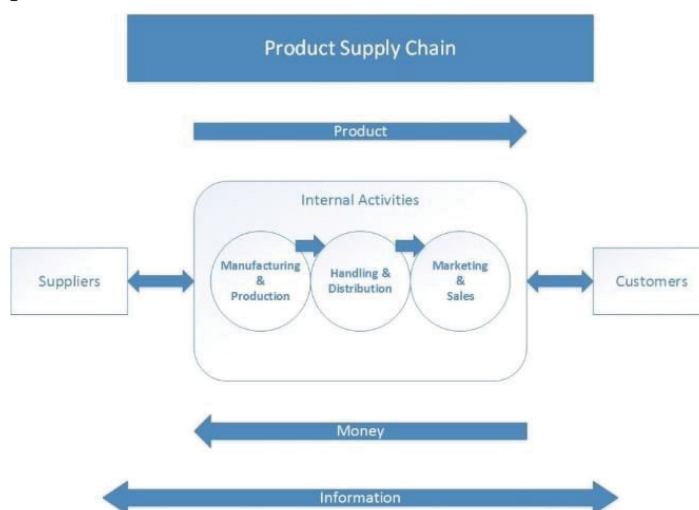 Product Supply Chain
Product
Internal Activities
Suppliers
Manufacturing
&
Production
Handling &
Distribution
Marketing
&
Sales
Customers
Money
Information